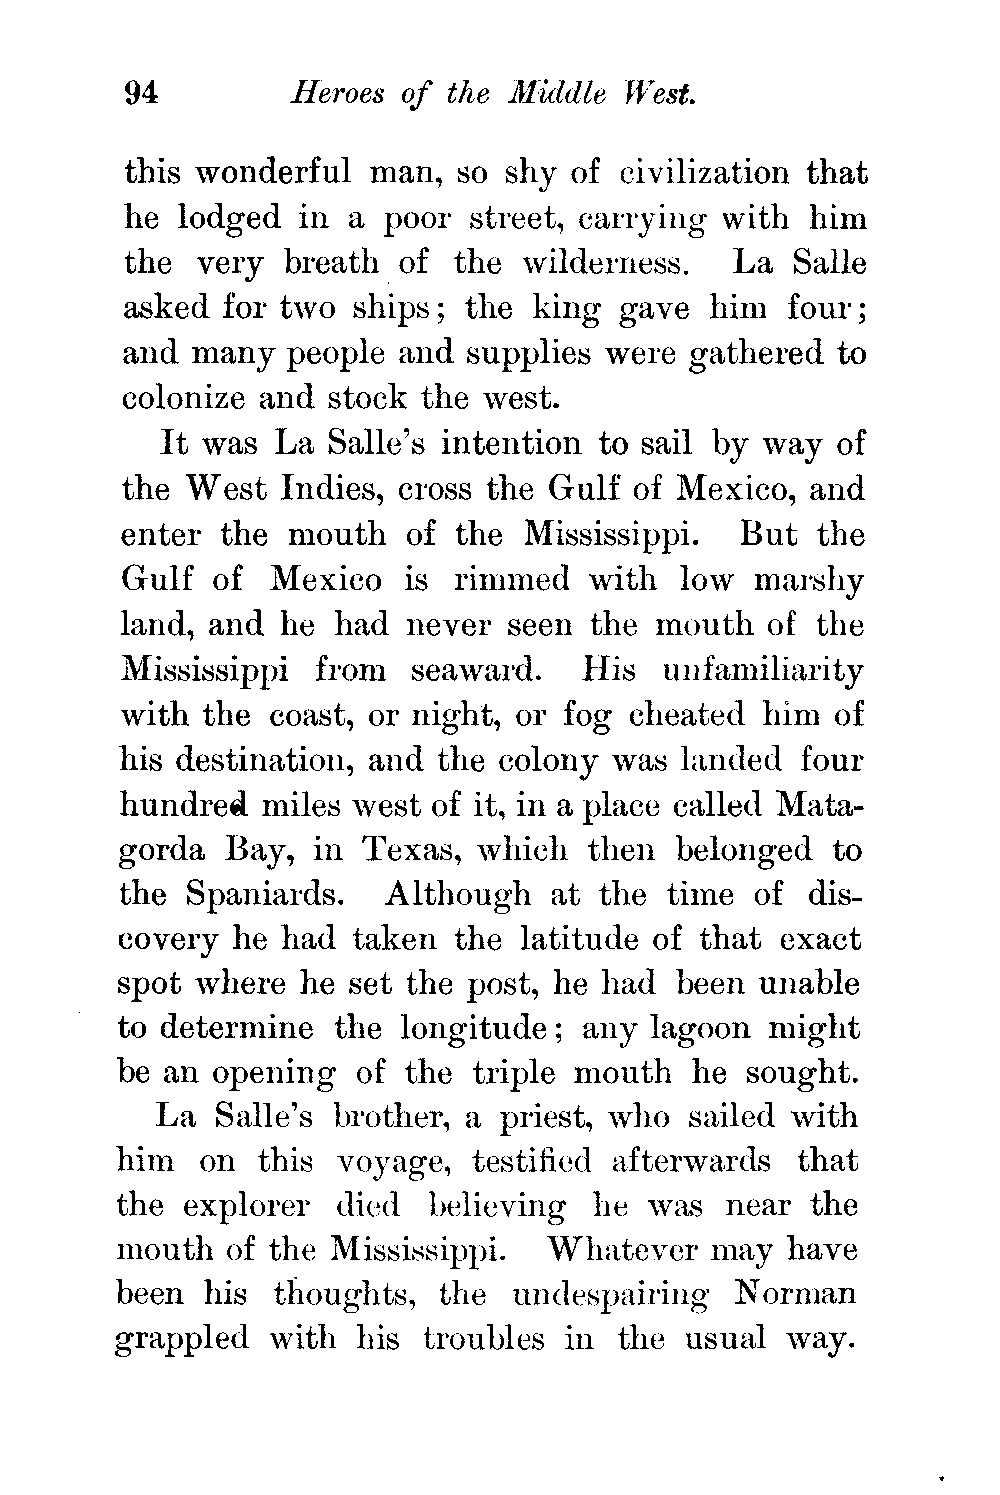 94 Heroes of the Middle West.
this wonderful man, so shy of civilization that
he lodged in a poor street, carrying with him
the very breath of the wilderness. La Salle
asked for two ships; the king gave him four;
and many people and supplies were gathered to
colonize and stock the west.
It was La Salle's intention to sail by way of
the West Indies, cross the Gulf of Mexico, and
enter the mouth of the Mississippi. But the
Gulf of Mexico is rimmed with low marshy
land, and he had never seen the mouth of the
Mississippi from seaward. His unfamiliarity
with the coast, or night, or fog cheated him of
his destination, and the colony was landed four
hundred miles west of it, in a place called Mata-
gorda Bay, in Texas, which then belonged to
the Spaniards. Although at the time of dis-
covery he had taken the latitude of that exact
spot where he set the post, he had been unable
to determine the longitude; any lagoon might
be an opening of the triple mouth he sought.
La Salle's brother, a priest, who sailed with
him on this voyage, testified afterwards that
the explorer died believing he was near the
mouth of the Mississippi. Whatever may have
been his thoughts, the undespairing Norman
grappled with his troubles in the usual way.